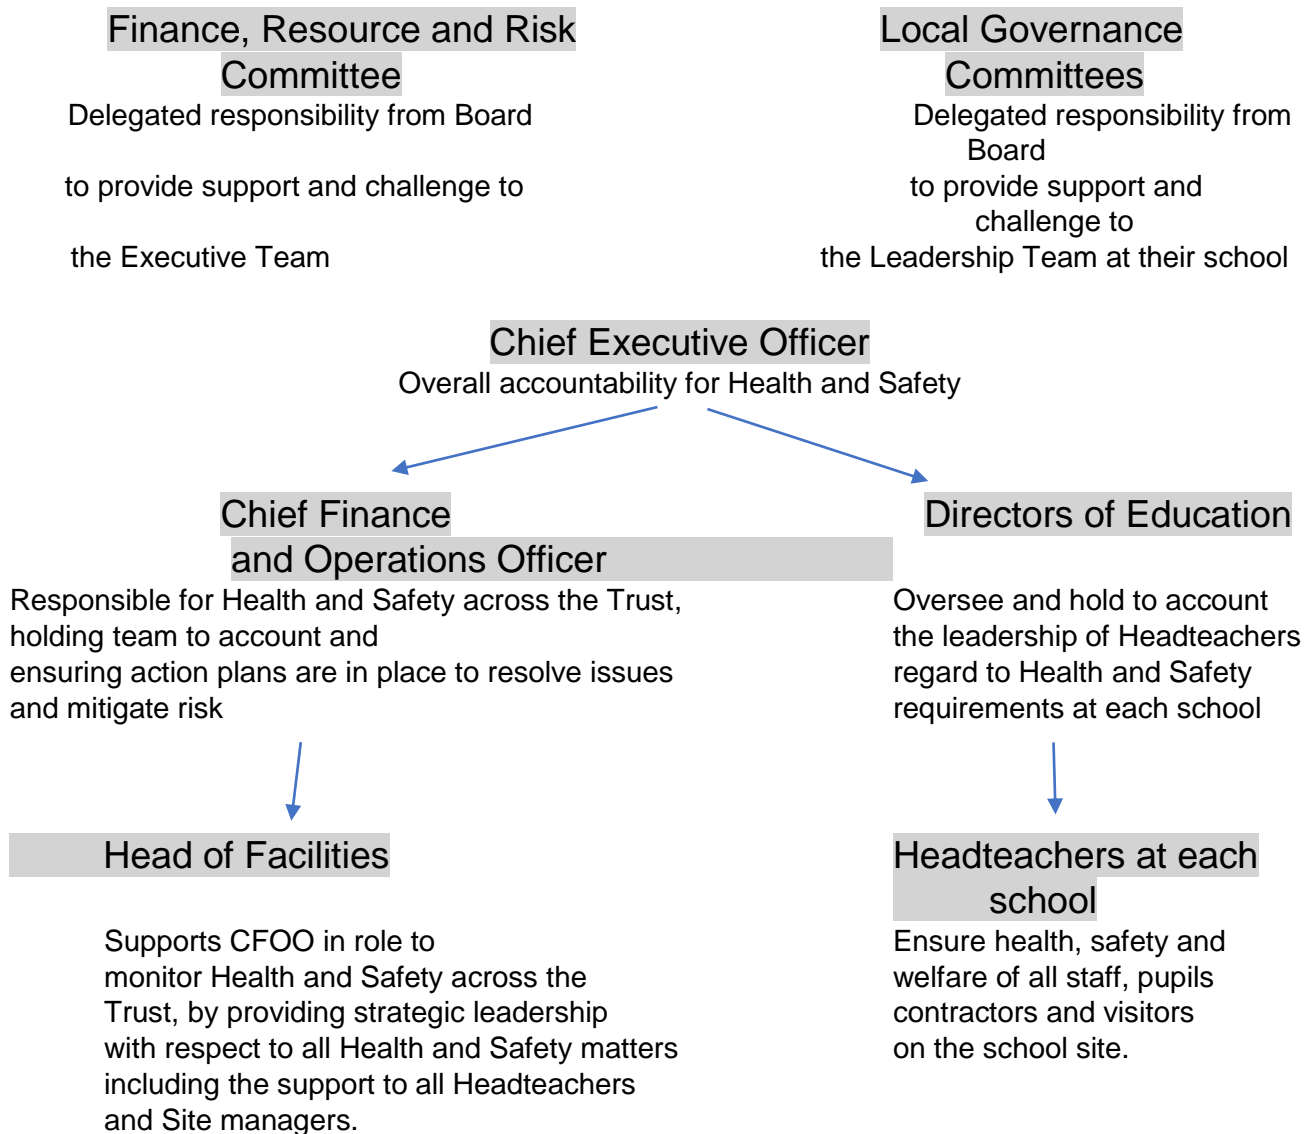 Finance, Resource and Risk
Committee
Delegated responsibility from Board
to provide support and challenge to
the Executive Team
Local Governance
Committees
Delegated responsibility from
Board
to provide support and
challenge to
the Leadership Team at their school
Chief Executive Officer
Overall accountability for Health and Safety
Chief Finance
and Operations Officer
Responsible for Health and Safety across the Trust,
holding team to account and
ensuring action plans are in place to resolve issues
and mitigate risk
Directors of Education
Oversee and hold to account
the leadership of Headteachers
regard to Health and Safety
requirements at each school
Head of Facilities
Supports CFOO in role to
monitor Health and Safety across the
Trust, by providing strategic leadership
with respect to all Health and Safety matters
including the support to all Headteachers
and Site managers.
Headteachers at each
school
Ensure health, safety and
welfare of all staff, pupils
contractors and visitors
on the school site.